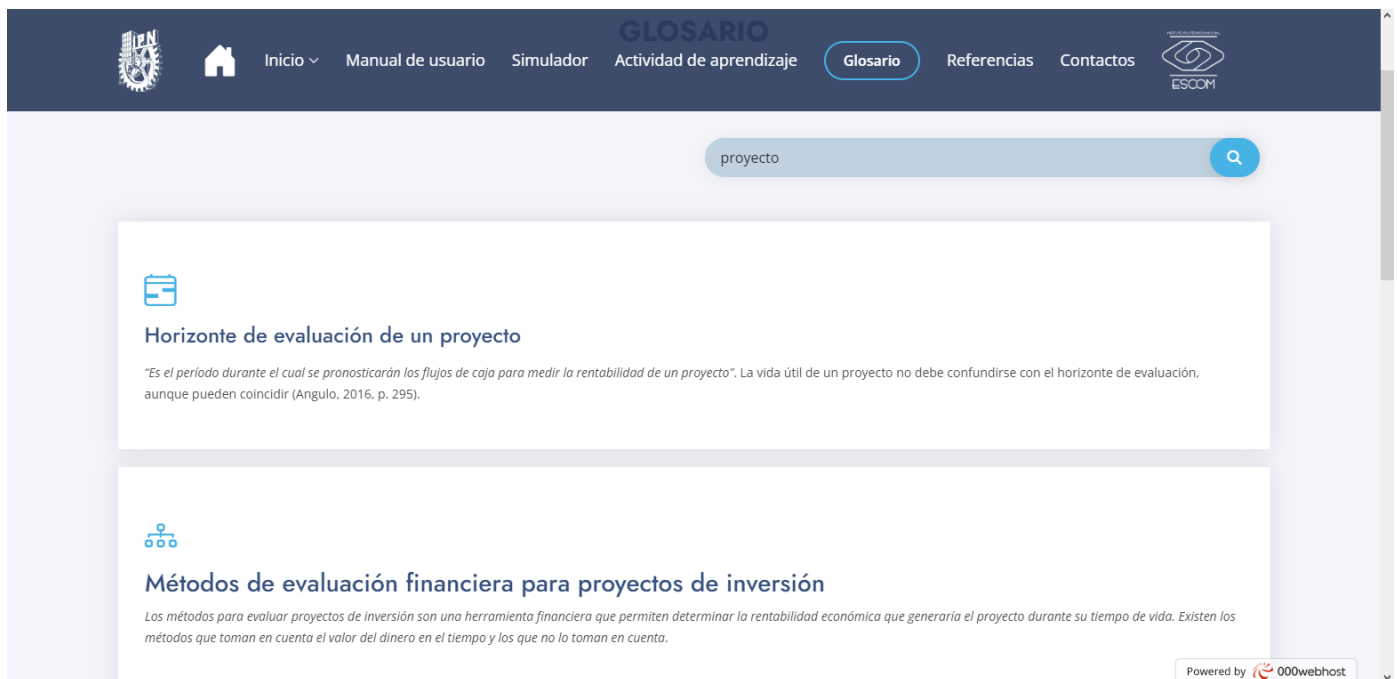 GLOSARIO
IPN
Inicio
Manual de usuario
Simulador
Actividad de aprendizaje
Glosario
Referencias
Contactos
ESCOM
proyecto
Horizonte de evaluación de un proyecto
“Es el período durante el cual se pronosticarán los flujos de caja para medir la rentabilidad de un proyecto”. La vida útil de un proyecto no debe confundirse con el horizonte de evaluación,
aunque pueden coincidir (Angulo, 2016, p. 295).
Métodos de evaluación financiera para proyectos de inversión
Los métodos para evaluar proyectos de inversión son una herramienta financiera que permiten determinar la rentabilidad económica que generaría el proyecto durante su tiempo de vida. Existen los
métodos que toman en cuenta el valor del dinero en el tiempo y los que no lo toman en cuenta.
Powered by 000webhost